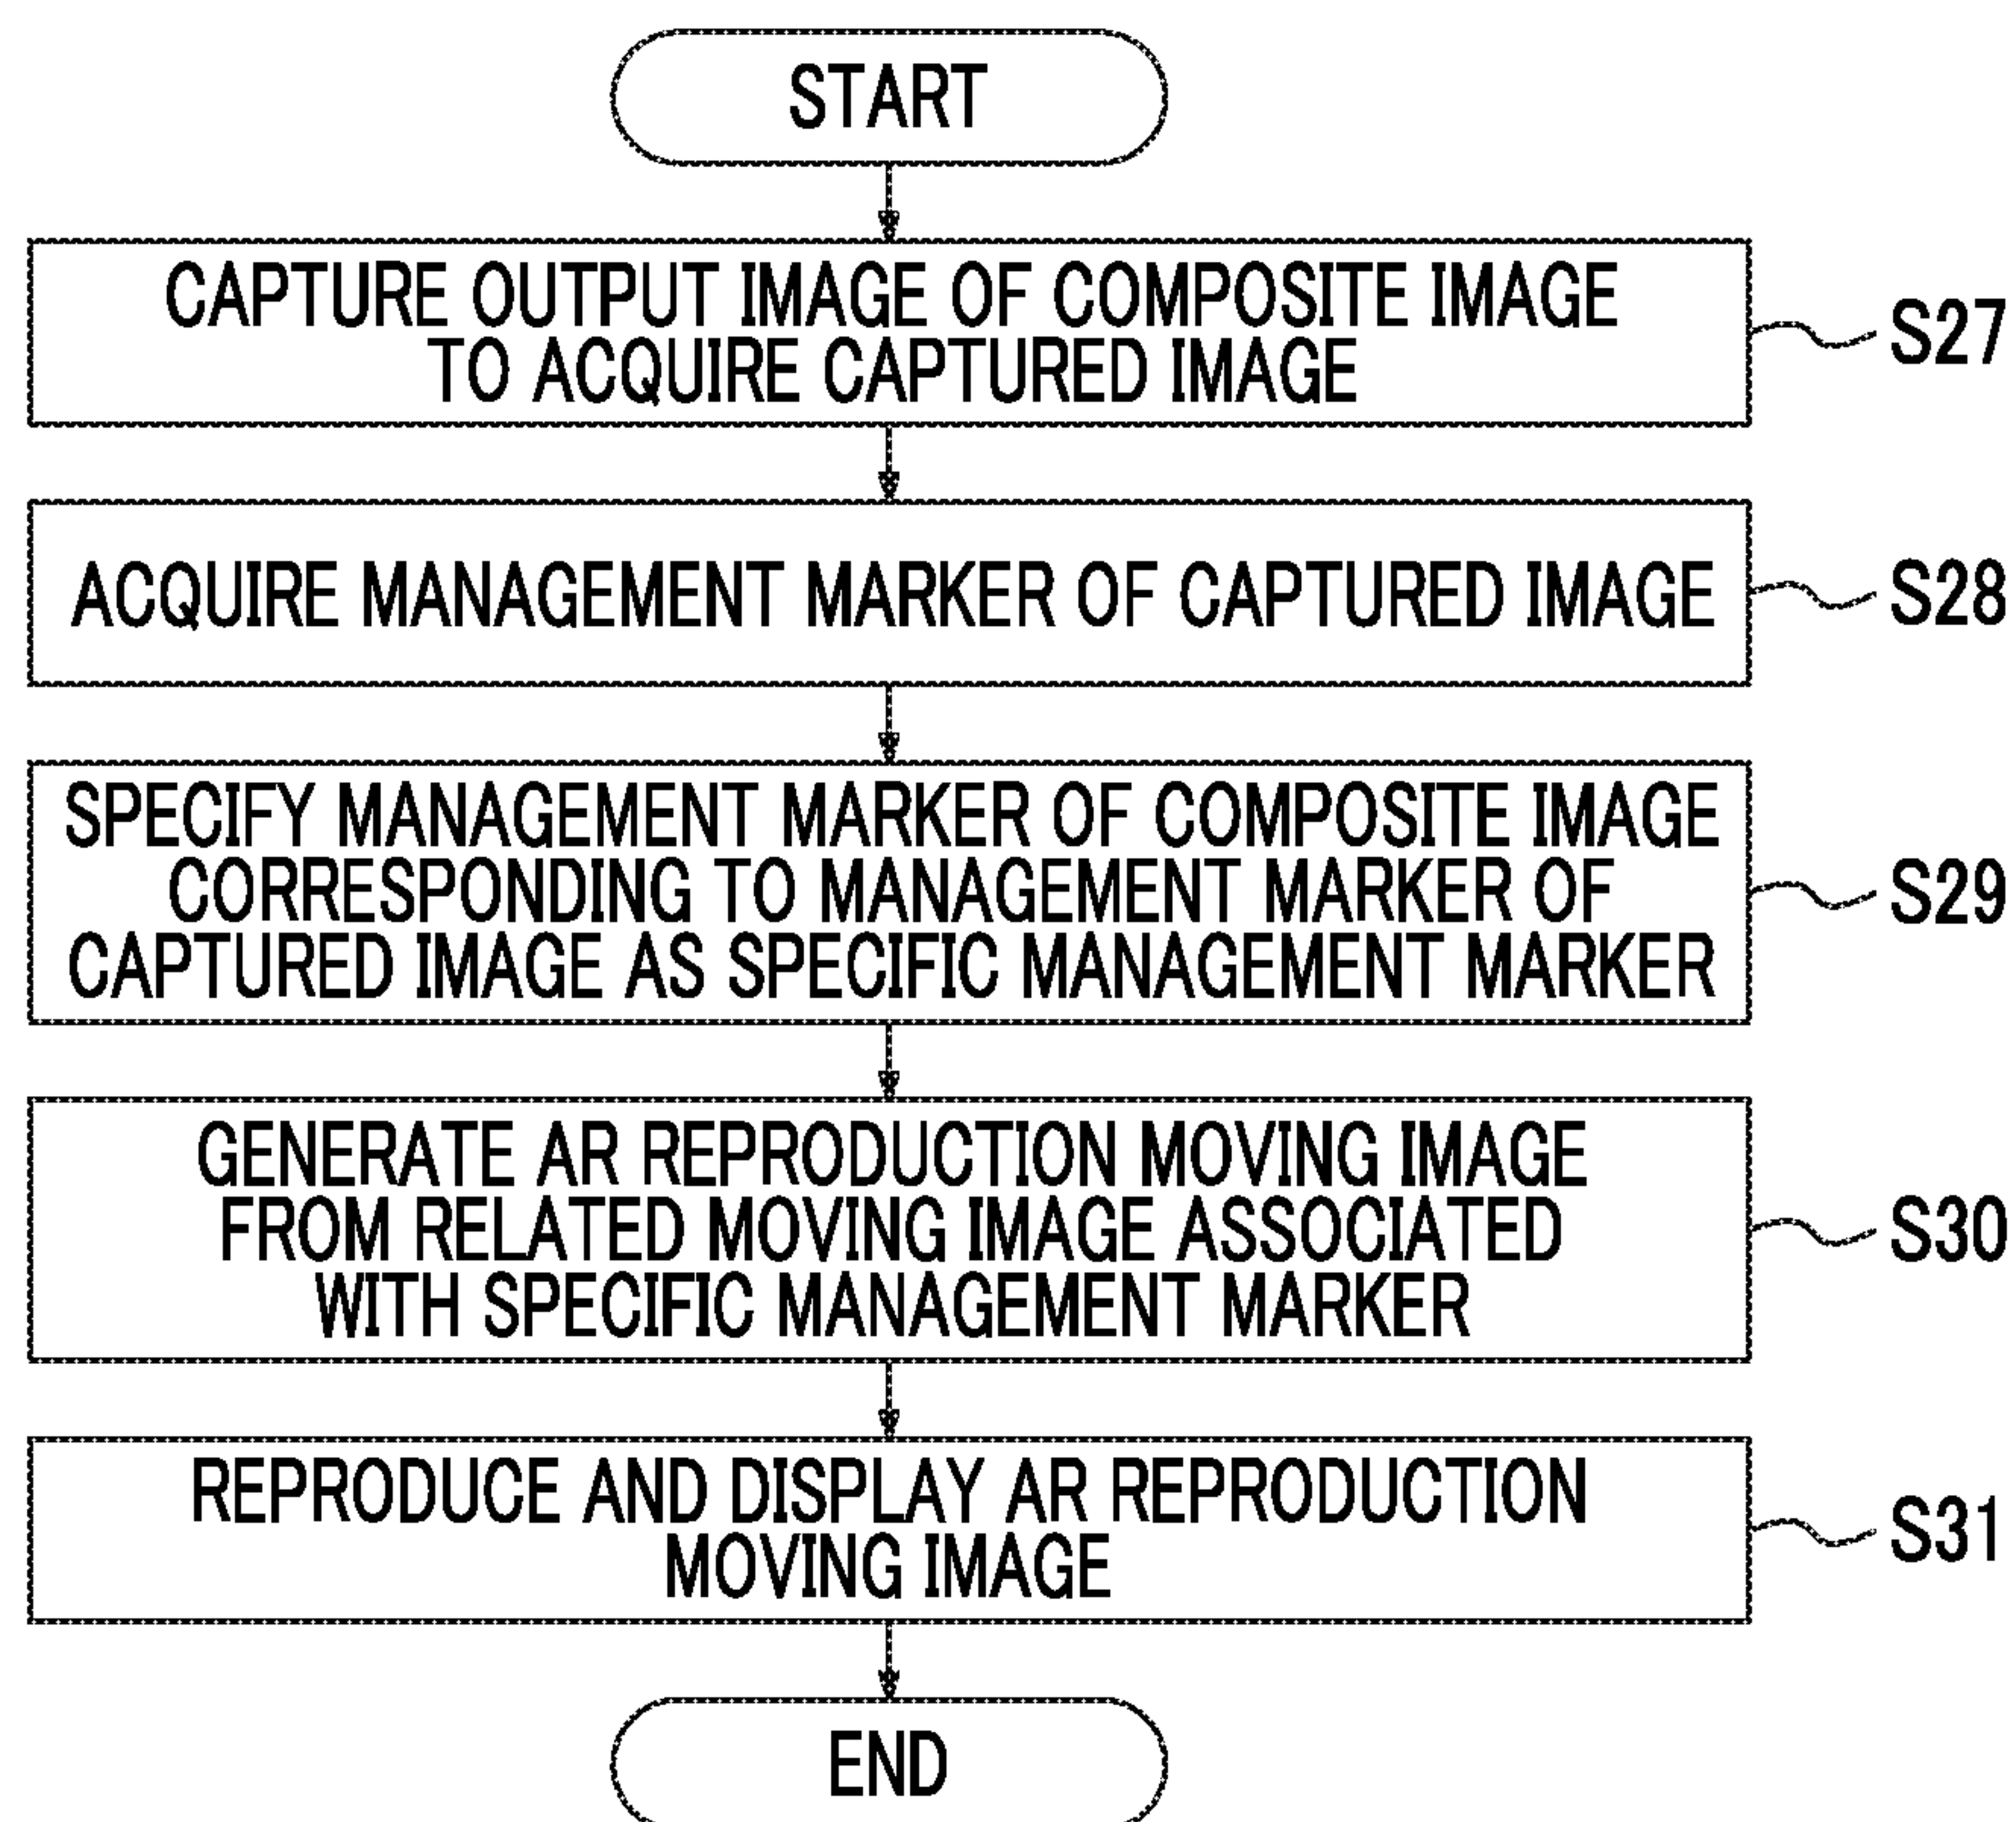 START
CAPTURE OUTPUT IMAGE OF COMPOSITE IMAGE
TO ACQUIRE CAPTURED IMAGE
S27
ACQUIRE MANAGEMENT MARKER OF CAPTURED IMAGE
S28
SPECIFY MANAGEMENT MARKER OF COMPOSITE IMAGE
CORRESPONDING TO MANAGEMENT MARKER OF
CAPTURED IMAGE AS SPECIFIC MANAGEMENT MARKER
S29
GENERATE AR REPRODUCTION MOVING IMAGE
FROM RELATED MOVING IMAGE ASSOCIATED
WITH SPECIFIC MANAGEMENT MARKER
S30
REPRODUCE AND DISPLAY AR REPRODUCTION
MOVING IMAGE
S31
END